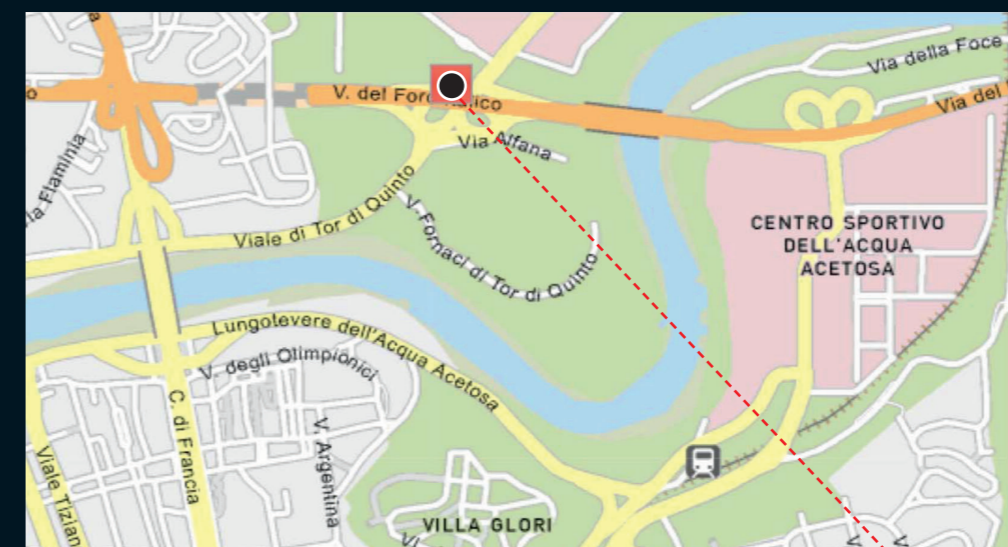 Via della Foce
V. del Foro Italico
Via del
Via Alfana
Via Flaminia
Viale di Tor di Quinto
V. Fornaci di Tor di Quinto
CENTRO SPORTIVO
DELL'ACQUA
ACETOSA
Lungotevere dell'Acqua Acetosa
V. degli Olimpionici
C. di Francia
V. Argentina
Viale Tizian
VILLA GLORI